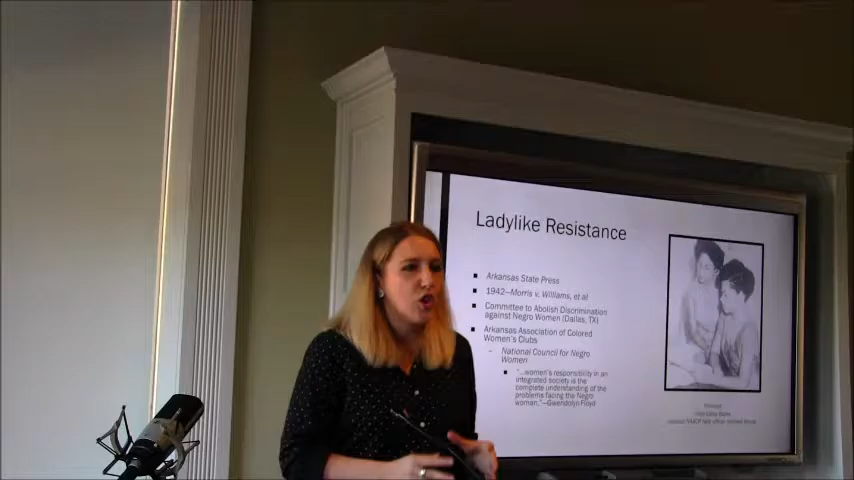 Ladylike Resistance
▪ Arkansas State Press
▪ 1942—Morris v. Williams, et al
▪ Committee to Abolish Discrimination
against Negro Women (Dallas, TX)
▪ Arkansas Association of Colored
Women's Clubs
– National Council for Negro
Women
▪ "...women's responsibility in an
integrated society is the
complete understanding of the
problems facing the Negro
woman."—Gwendolyn Floyd